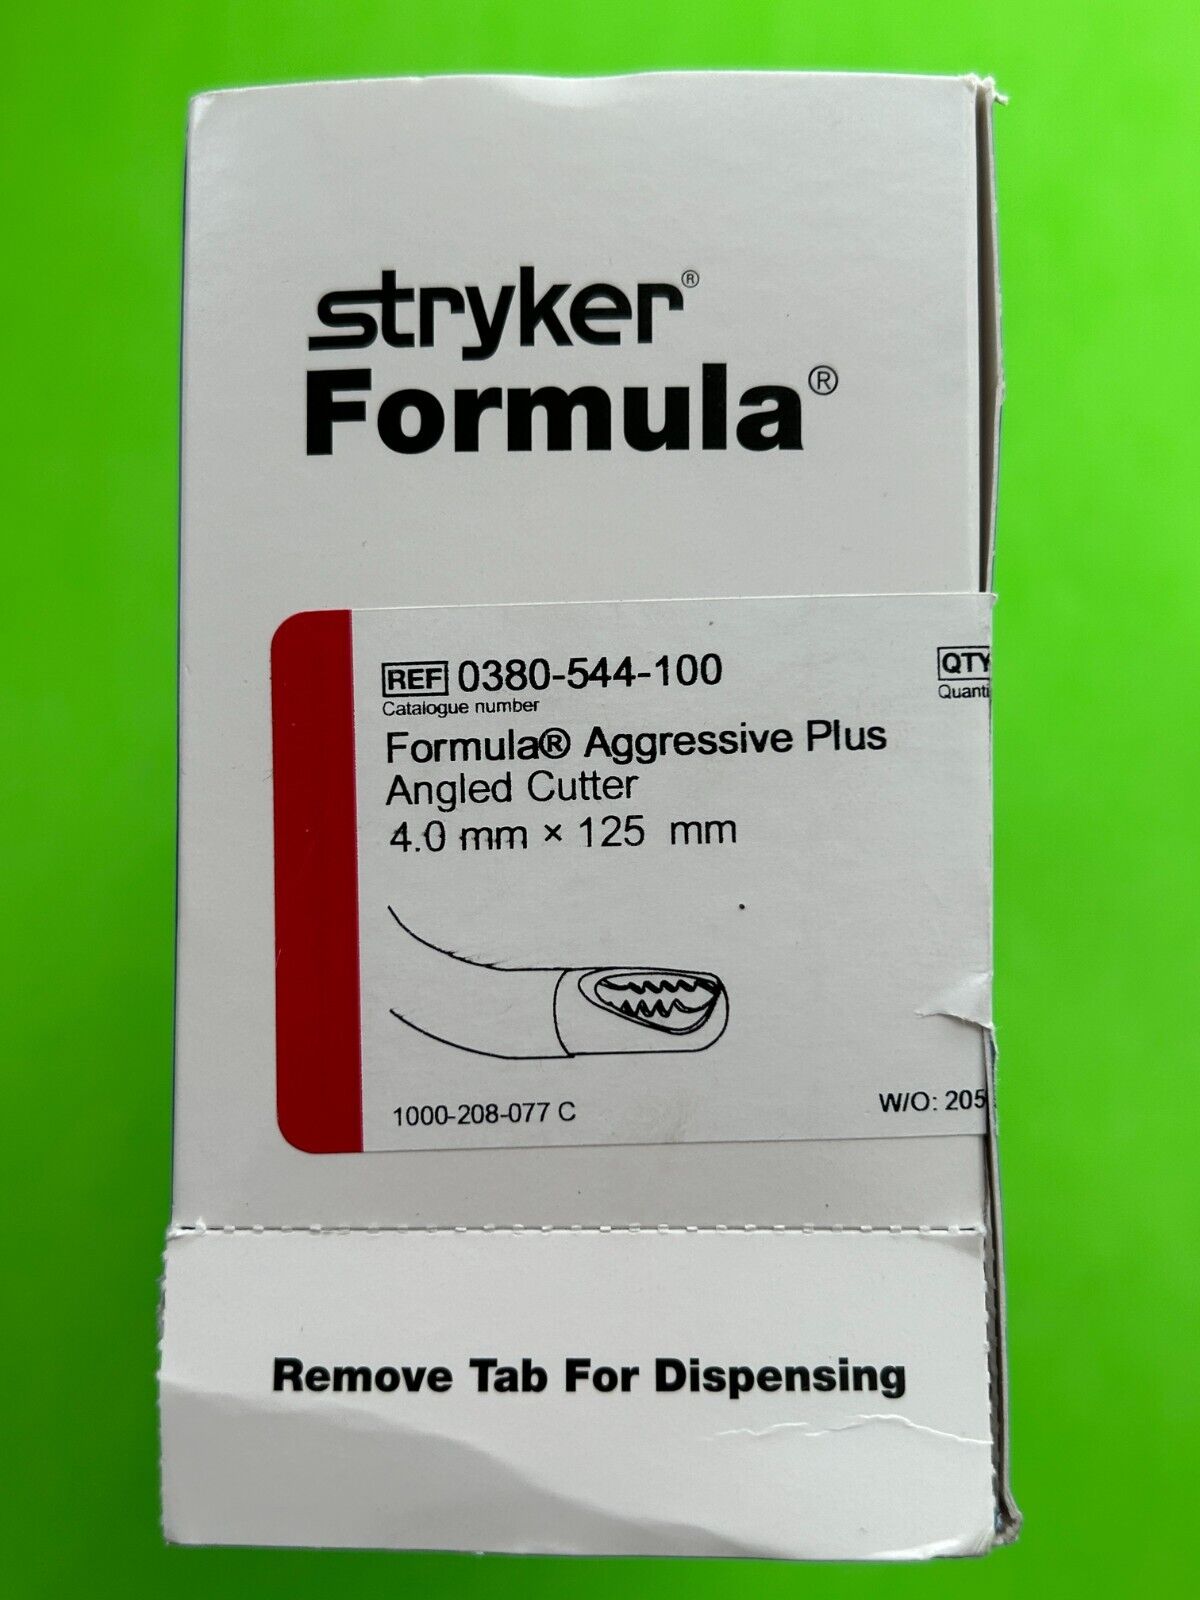 stryker®
Formula®
REF 0380-544-100
Catalogue number
QTY
Quanti
Formula® Aggressive Plus
Angled Cutter
4.0 mm × 125 mm
1000-208-077 C
W/O: 205
Remove Tab For Dispensing